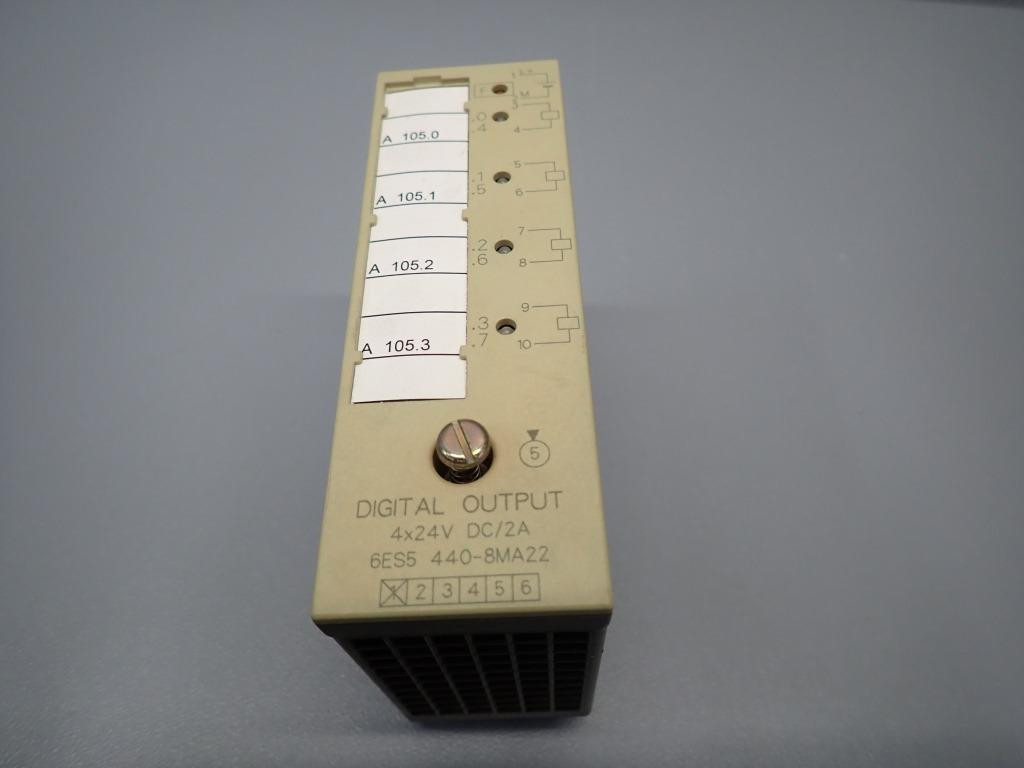 F 1 L+
M
.0 3
.4 4
A 105.0
.1 5
.5 6
A 105.1
.2 7
.6 8
A 105.2
.3 9
.7 10
A 105.3
5
DIGITAL OUTPUT
4x24V DC/2A
6ES5 440-8MA22
1 2 3 4 5 6